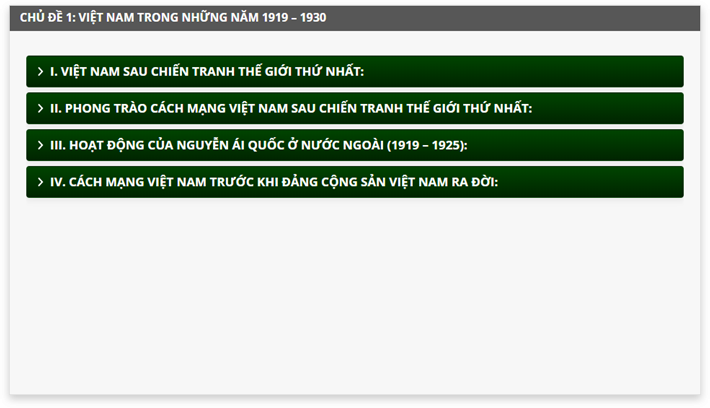 CHỦ ĐỀ 1: VIỆT NAM TRONG NHỮNG NĂM 1919 – 1930
I. VIỆT NAM SAU CHIẾN TRANH THẾ GIỚI THỨ NHẤT:
II. PHONG TRÀO CÁCH MẠNG VIỆT NAM SAU CHIẾN TRANH THẾ GIỚI THỨ NHẤT:
III. HOẠT ĐỘNG CỦA NGUYỄN ÁI QUỐC Ở NƯỚC NGOÀI (1919 – 1925):
IV. CÁCH MẠNG VIỆT NAM TRƯỚC KHI ĐẢNG CỘNG SẢN VIỆT NAM RA ĐỜI: